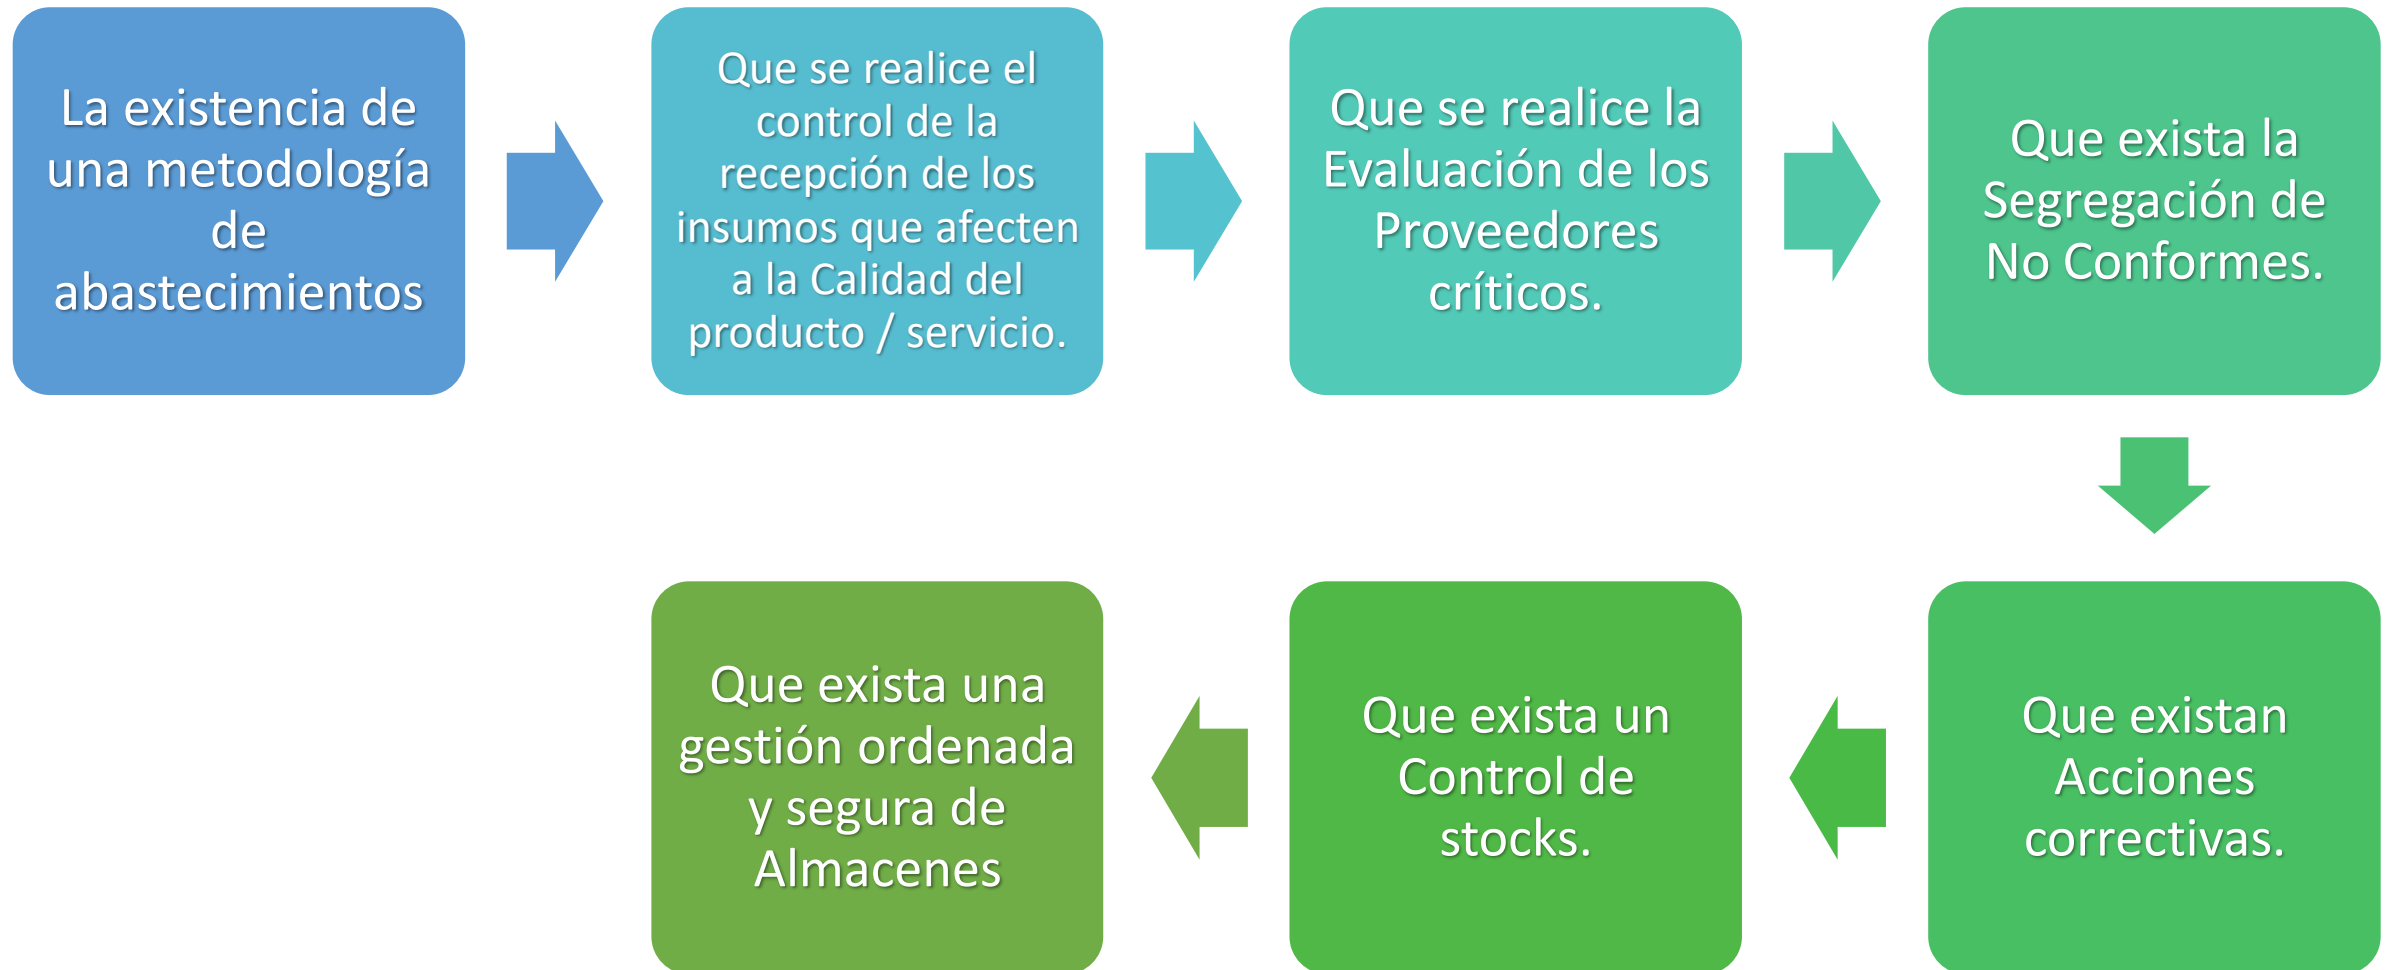 La existencia de
una metodología
de
abastecimientos
Que se realice el
control de la
recepción de los
insumos que afecten
a la Calidad del
producto / servicio.
Que se realice la
Evaluación de los
Proveedores
críticos.
Que exista la
Segregación de
No Conformes.
Que existan
Acciones
correctivas.
Que exista un
Control de
stocks.
Que exista una
gestión ordenada
y segura de
Almacenes